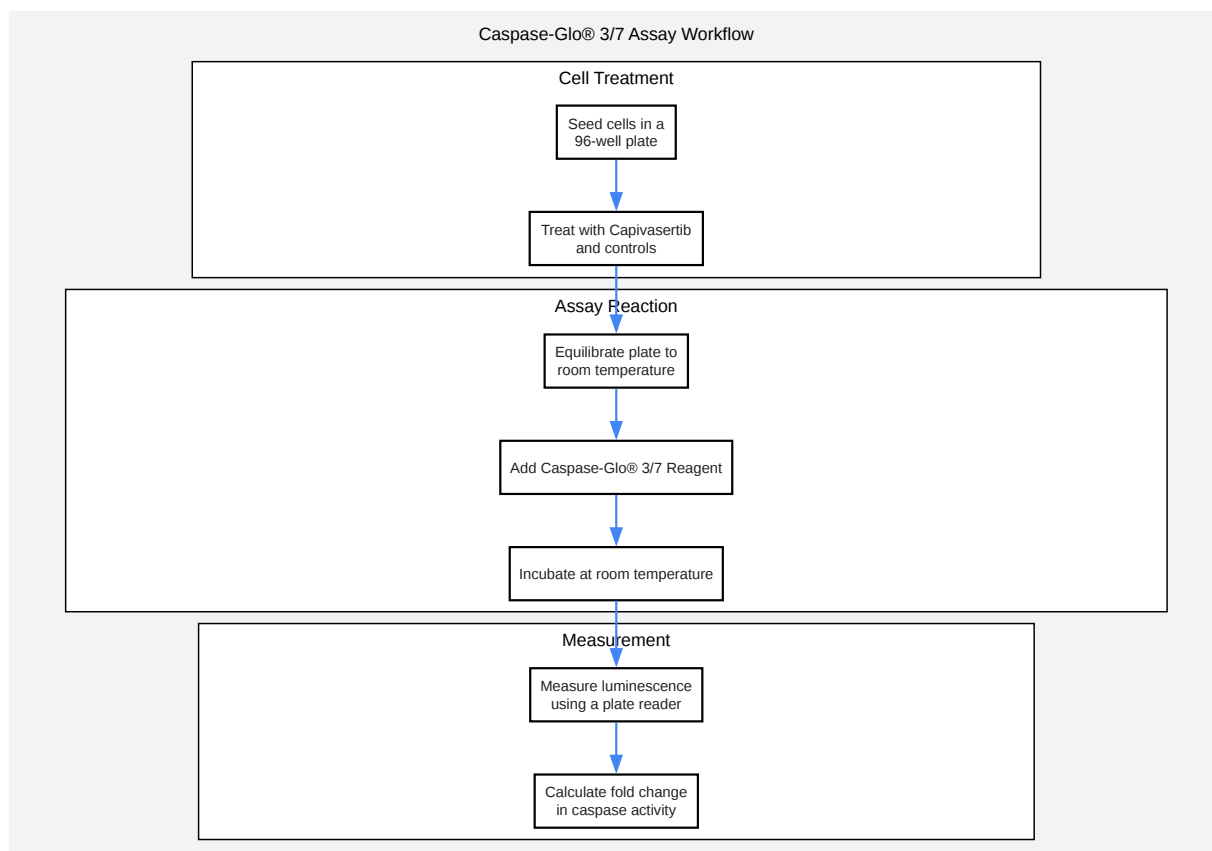 Caspase-Glo® 3/7 Assay Workflow
Cell Treatment
Seed cells in a
96-well plate
Treat with Capivasertib
and controls
Assay Reaction
Equilibrate plate to
room temperature
Add Caspase-Glo® 3/7 Reagent
Incubate at room temperature
Measurement
Measure luminescence
using a plate reader
Calculate fold change
in caspase activity